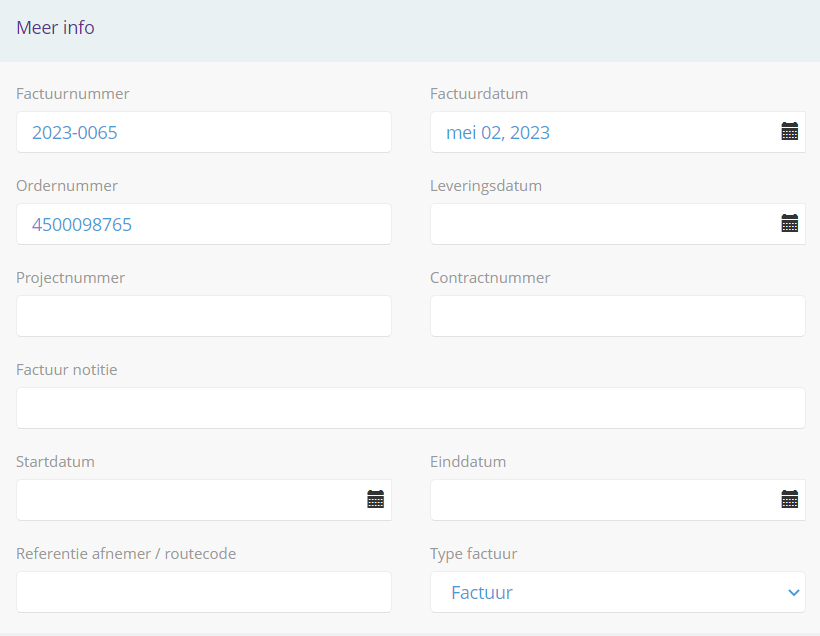 Meer info
Factuurnummer
Factuurdatum
2023-0065
mei 02, 2023
Ordernummer
Leveringsdatum
4500098765
Projectnummer
Contractnummer
Factuur notitie
Startdatum
Einddatum
Referentie afnemer / routecode
Type factuur
Factuur